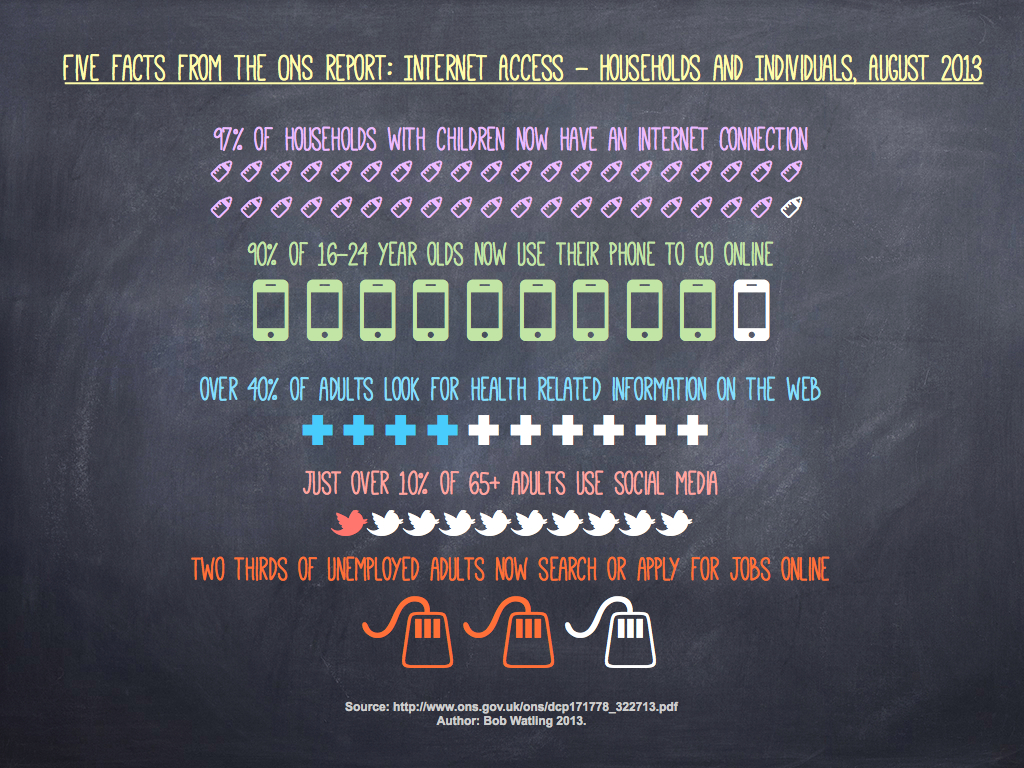 FIVE FACTS FROM THE ONS REPORT: INTERNET ACCESS - HOUSEHOLDS AND INDIVIDUALS, AUGUST 2013
97% OF HOUSEHOLDS WITH CHILDREN NOW HAVE AN INTERNET CONNECTION
90% OF 16-24 YEAR OLDS NOW USE THEIR PHONE TO GO ONLINE
OVER 40% OF ADULTS LOOK FOR HEALTH RELATED INFORMATION ON THE WEB
JUST OVER 10% OF 65+ ADULTS USE SOCIAL MEDIA
TWO THIRDS OF UNEMPLOYED ADULTS NOW SEARCH OR APPLY FOR JOBS ONLINE
Source: http://www.ons.gov.uk/ons/dcp171778_322713.pdf
Author: Bob Watling 2013.